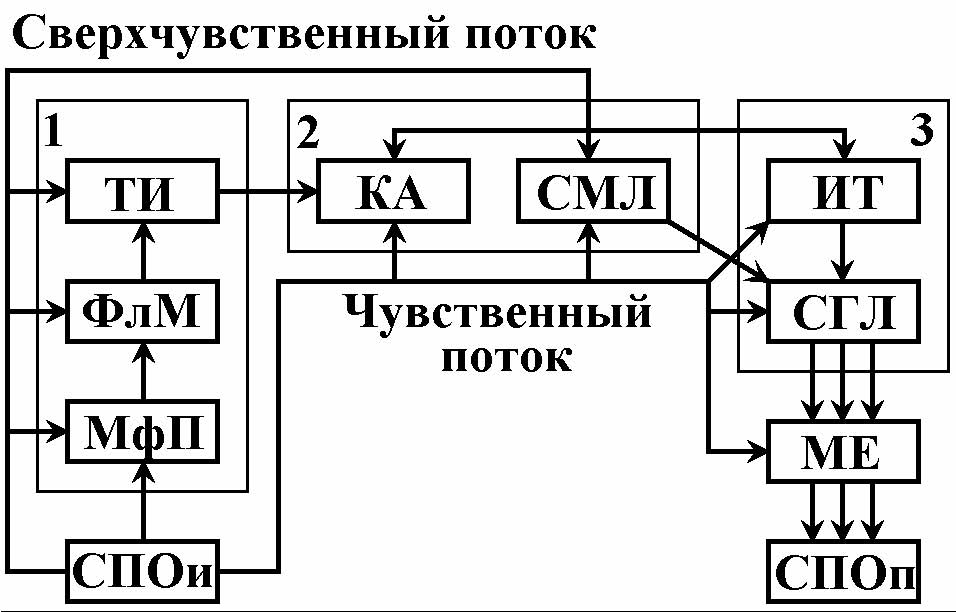 Сверхчувственный поток
1
2
3
ТИ
КА
СМЛ
ИТ
ФлМ
Чувственный
поток
СГЛ
МфП
МЕ
СПОи
СПОп